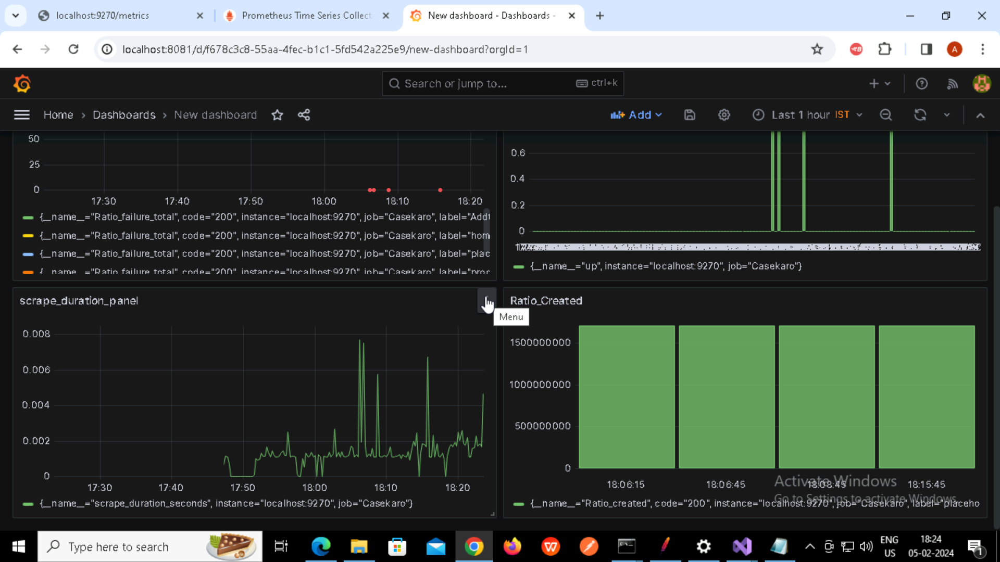 localhost:9270/metrics
Prometheus Time Series Collect
New dashboard - Dashboards -
localhost:8081/d/f678c3c8-55aa-4fec-b1c1-5fd542a225e9/new-dashboard?orgId=1
A
Search or jump to... ctrl+k
Home › Dashboards › New dashboard
Add
Last 1 hour IST
50
25
0
17:30 17:40 17:50 18:00 18:10 18:20
{__name__="Ratio_failure_total", code="200", instance="localhost:9270", job="Casekaro", label="Addt
{__name__="Ratio_failure_total", code="200", instance="localhost:9270", job="Casekaro", label="hom
{__name__="Ratio_failure_total", code="200", instance="localhost:9270", job="Casekaro", label="plac
{__name__="Ratio_failure_total", code="200", instance="localhost:9270", job="Casekaro", label="proc
0.6
0.4
0.2
0
{__name__="up", instance="localhost:9270", job="Casekaro"}
scrape_duration_panel
Menu
0.008
0.006
0.004
0.002
0
17:30 17:40 17:50 18:00 18:10 18:20
{__name__="scrape_duration_seconds", instance="localhost:9270", job="Casekaro"}
Ratio_Created
1500000000
1000000000
500000000
0
18:06:15 18:06:45 18:08:45 18:15:45
{__name__="Ratio_created", code="200", instance="localhost:9270", job="Casekaro", label="placeho
Activate Windows
Go to Settings to activate Windows.
Type here to search
ENG
US
18:24
05-02-2024
1